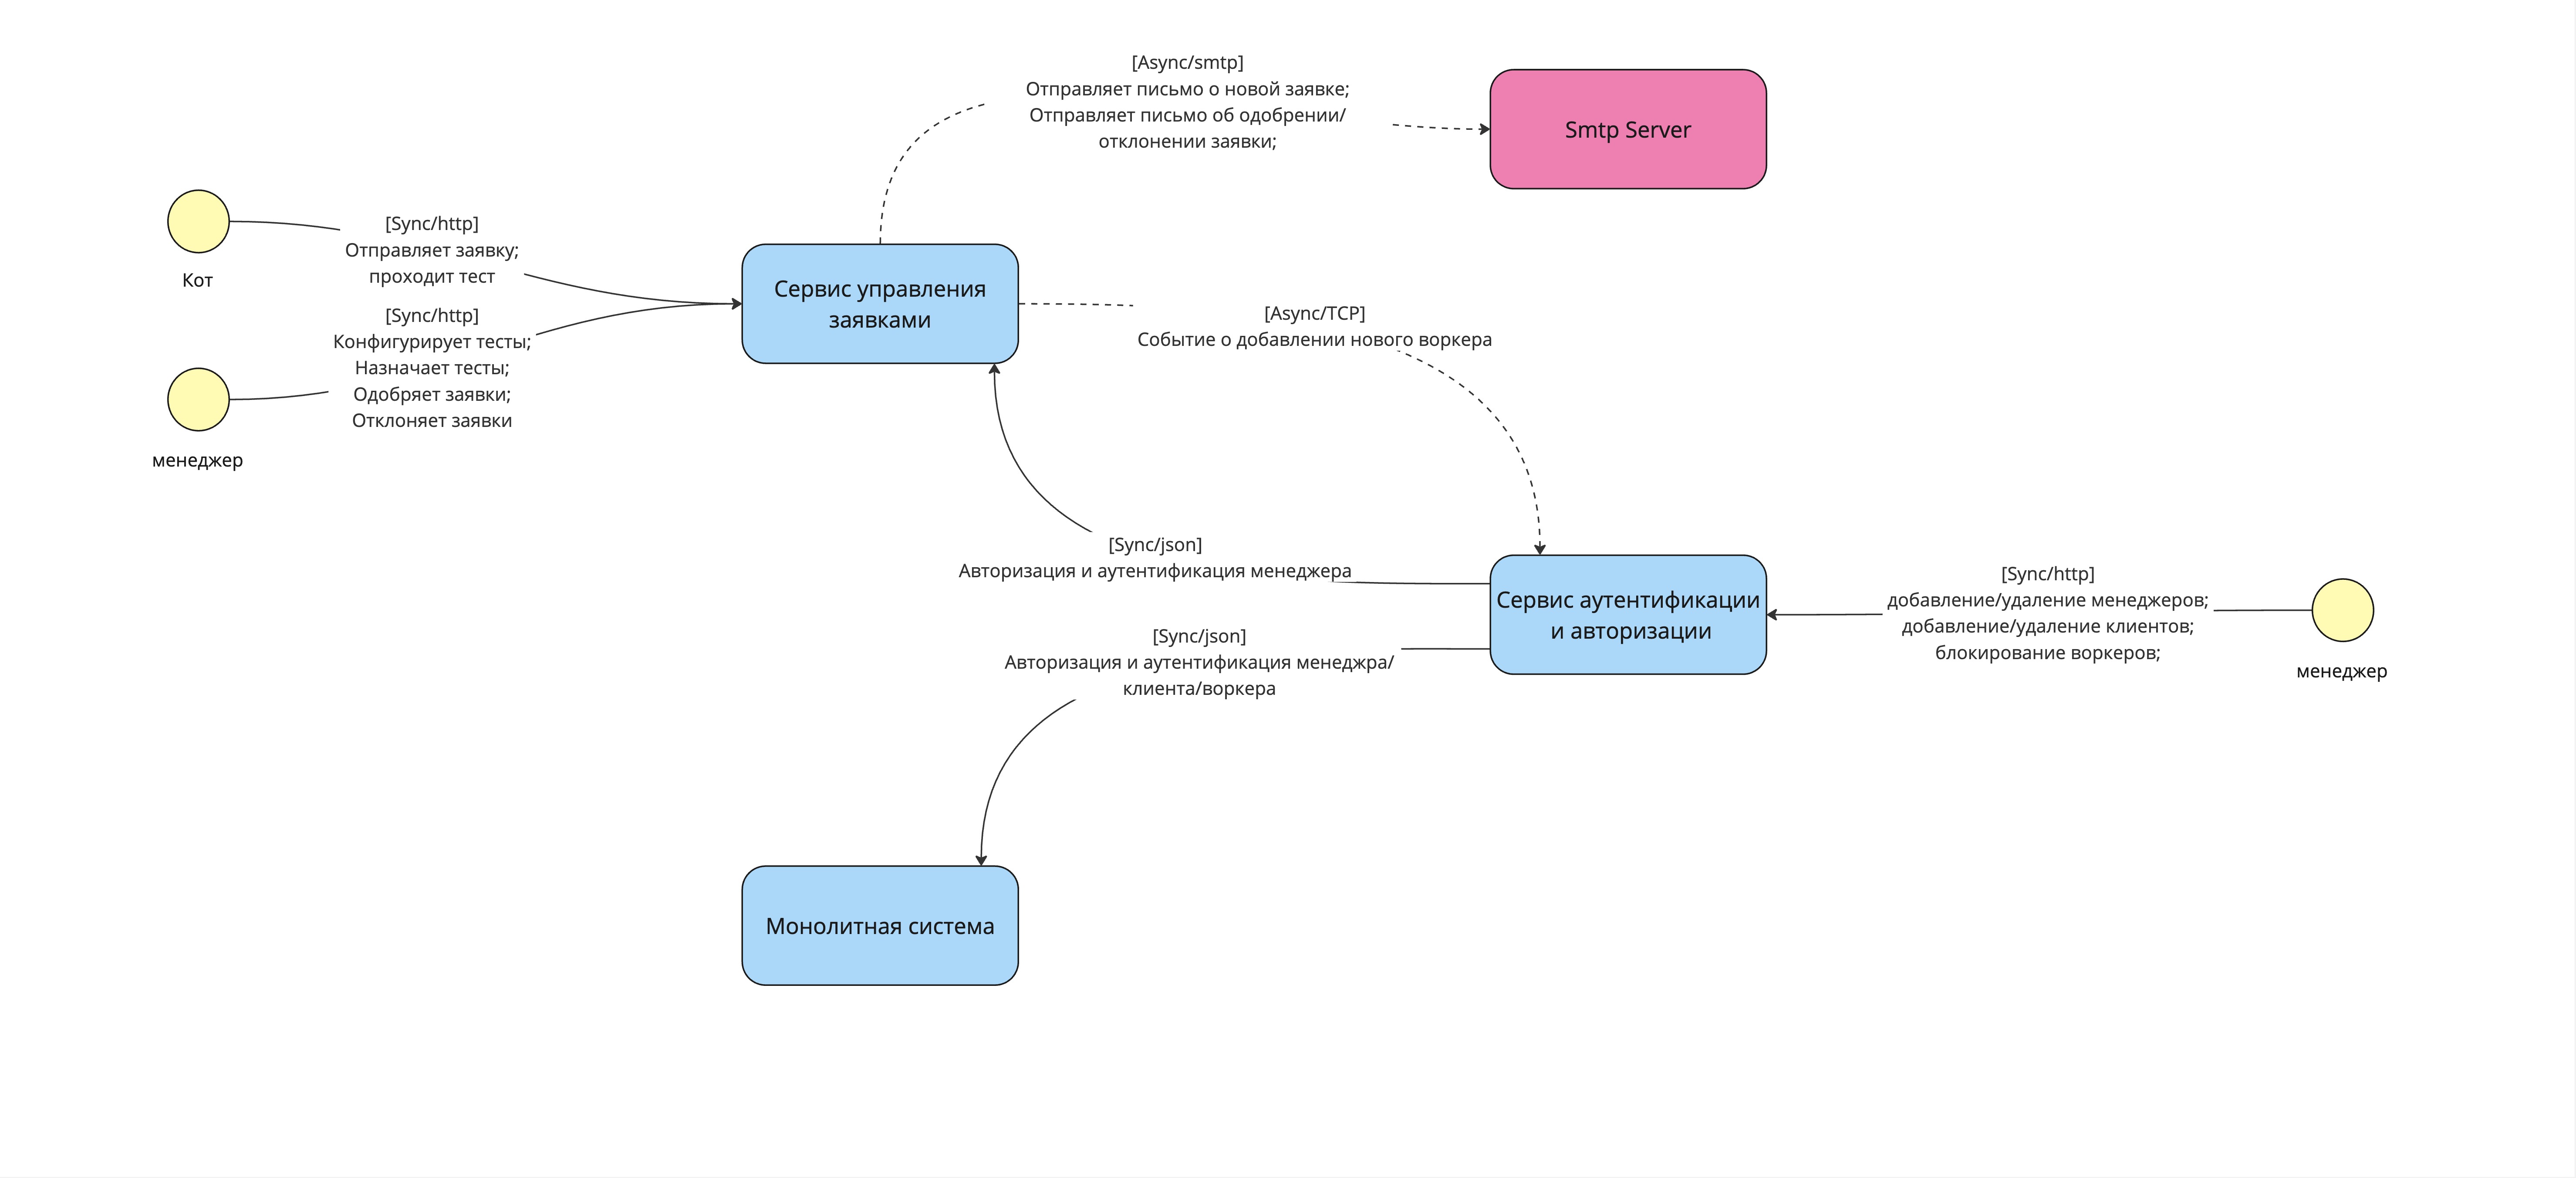 [Async/smtp]
Отправляет письмо о новой заявке;
Отправляет письмо об одобрении/
отклонении заявки;
Smtp Server
[Sync/http]
Отправляет заявку;
проходит тест
Кот
Сервис управления
заявками
[Sync/http]
Конфигурирует тесты;
Назначает тесты;
Одобряет заявки;
Отклоняет заявки
менеджер
[Async/TCP]
Событие о добавлении нового воркера
[Sync/json]
Авторизация и аутентификация менеджера
Сервис аутентификации
и авторизации
[Sync/http]
добавление/удаление менеджеров;
добавление/удаление клиентов;
блокирование воркеров;
менеджер
[Sync/json]
Авторизация и аутентификация менеджра/
клиента/воркера
Монолитная система